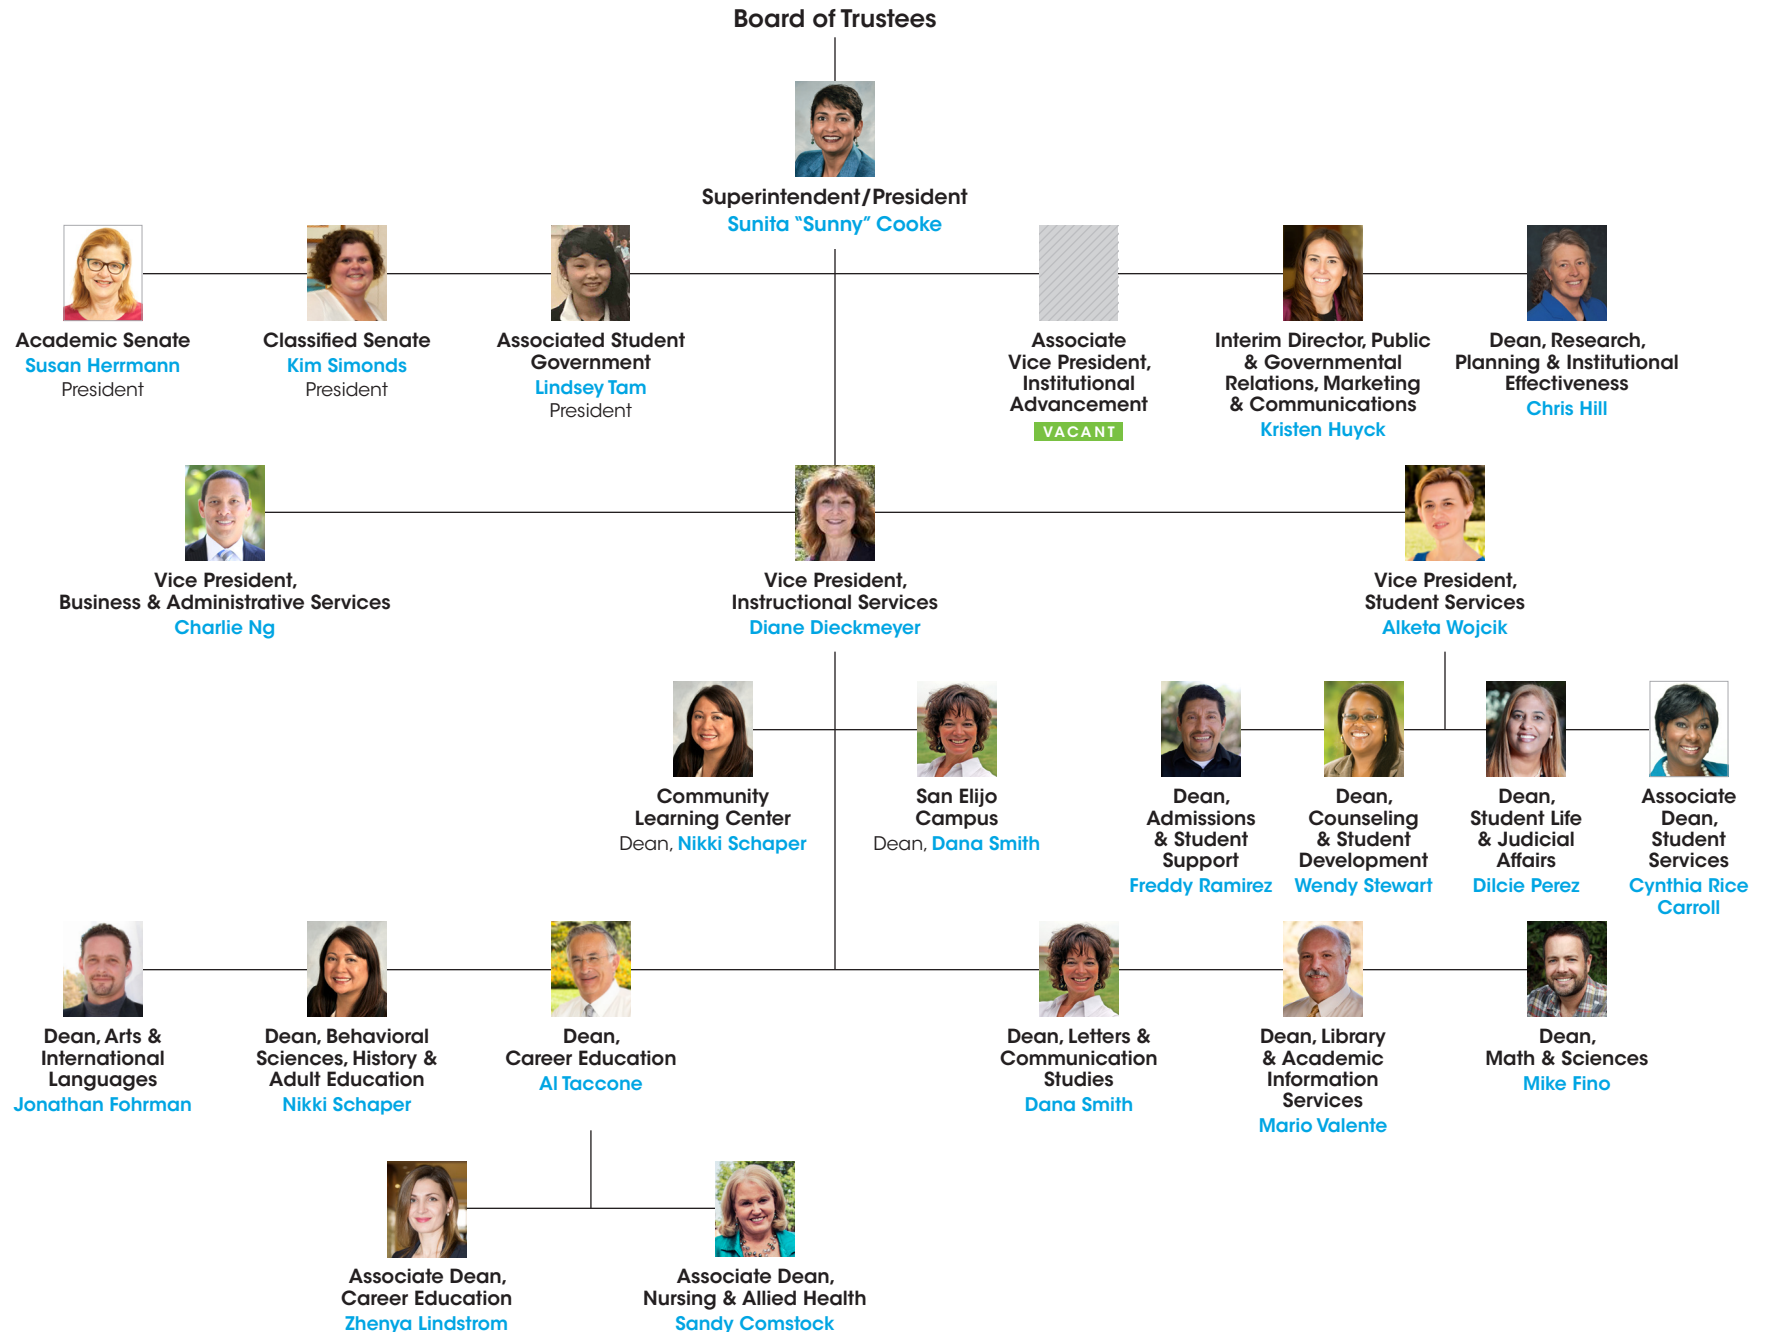 Board of Trustees
Superintendent/President
Sunita “Sunny” Cooke
Academic Senate
Susan Herrmann
President
Classified Senate
Kim Simonds
President
Associated Student
Government
Lindsey Tam
President
Associate
Vice President,
Institutional
Advancement
VACANT
Interim Director, Public
& Governmental
Relations, Marketing
& Communications
Kristen Huyck
Dean, Research,
Planning & Institutional
Effectiveness
Chris Hill
Vice President,
Business & Administrative Services
Charlie Ng
Vice President,
Instructional Services
Diane Dieckmeyer
Vice President,
Student Services
Alketa Wojcik
Community
Learning Center
Dean, Nikki Schaper
San Elijo
Campus
Dean, Dana Smith
Dean,
Admissions
& Student
Support
Freddy Ramirez
Dean,
Counseling
& Student
Development
Wendy Stewart
Dean,
Student Life
& Judicial
Affairs
Dilcie Perez
Associate
Dean,
Student
Services
Cynthia Rice
Carroll
Dean, Arts &
International
Languages
Jonathan Fohrman
Dean, Behavioral
Sciences, History &
Adult Education
Nikki Schaper
Dean,
Career Education
Al Taccone
Dean, Letters &
Communication
Studies
Dana Smith
Dean, Library
& Academic
Information
Services
Mario Valente
Dean,
Math & Sciences
Mike Fino
Associate Dean,
Career Education
Zhenya Lindstrom
Associate Dean,
Nursing & Allied Health
Sandy Comstock